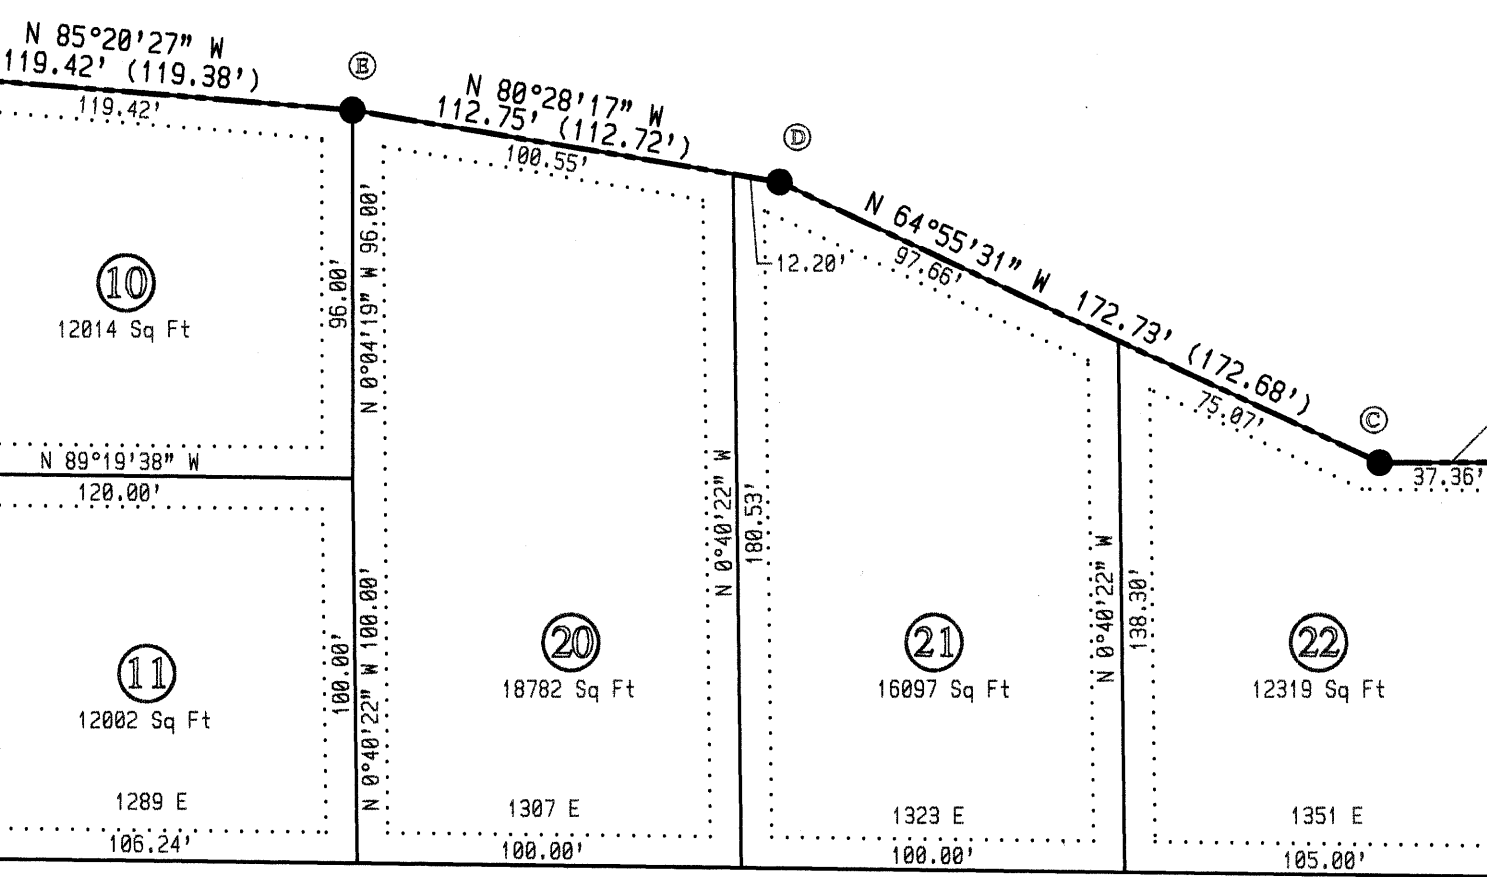 N 85°20'27" W
119.42' (119.38')
119.42'
E
N 80°28'17" W
112.75' (112.72')
100.55'
D
N 64°55'31" W 172.73' (172.68')
97.66'
75.07'
C
37.36'
12.20'
10
12014 Sq Ft
96.00'
N 0°04'19" W 96.00'
N 89°19'38" W
120.00'
11
12002 Sq Ft
100.00'
N 0°40'22" W 100.00'
1289 E
106.24'
20
18782 Sq Ft
1307 E
100.00'
N 0°40'22" W
180.53'
21
16097 Sq Ft
1323 E
100.00'
N 0°40'22" W
138.30'
22
12319 Sq Ft
1351 E
105.00'